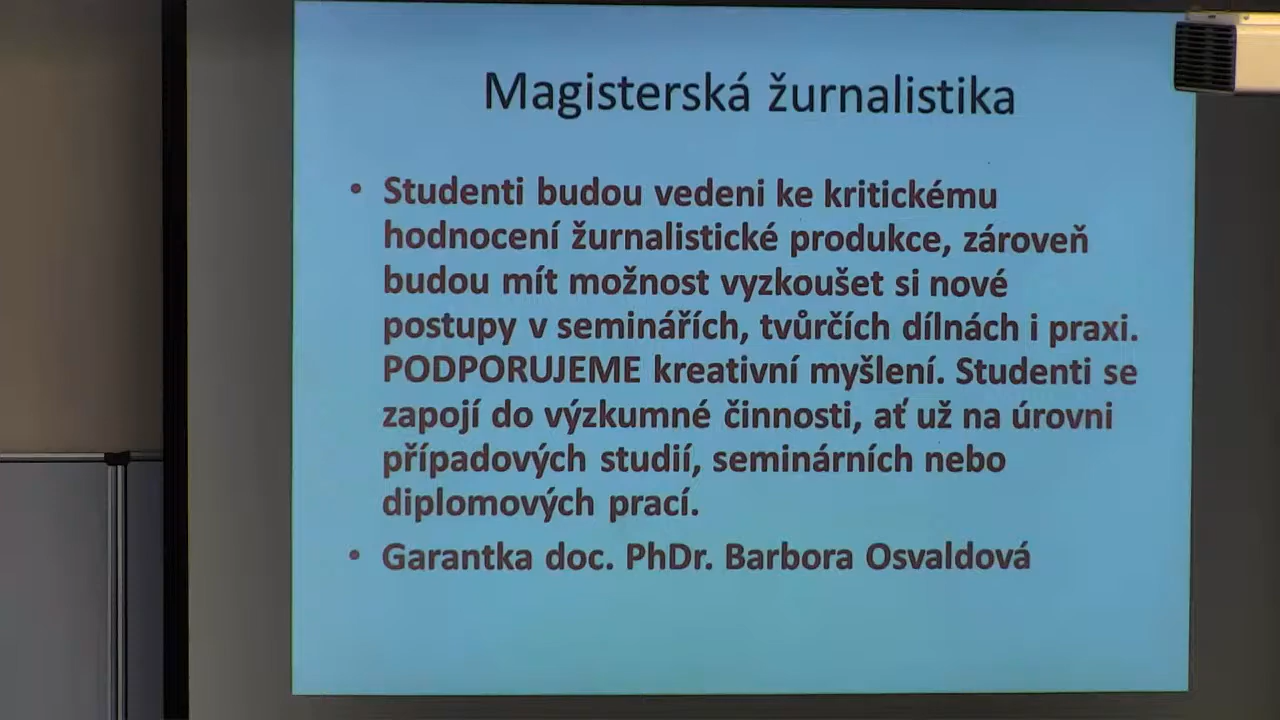 Magisterská žurnalistika
• Studenti budou vedeni ke kritickému
hodnocení žurnalistické produkce, zároveň
budou mít možnost vyzkoušet si nové
postupy v seminářích, tvůrčích dílnách i praxi.
PODPORUJEME kreativní myšlení. Studenti se
zapojí do výzkumné činnosti, ať už na úrovni
případových studií, seminárních nebo
diplomových prací.
• Garantka doc. PhDr. Barbora Osvaldová